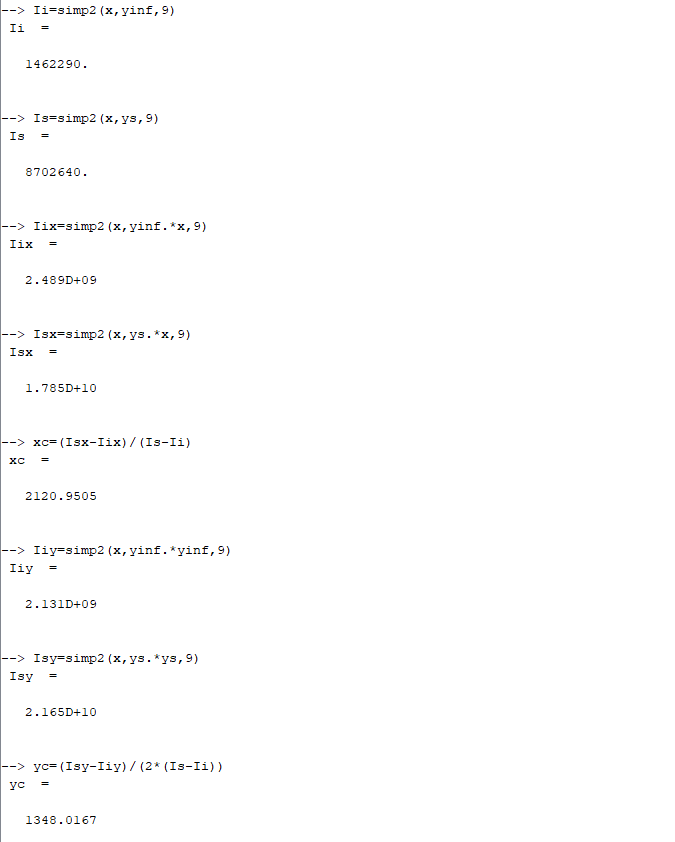 --> Ii=simp2(x,yinf,9)
Ii  =
1462290.
--> Is=simp2(x,ys,9)
Is  =
8702640.
--> Iix=simp2(x,yinf.*x,9)
Iix  =
2.489D+09
--> Isx=simp2(x,ys.*x,9)
Isx  =
1.785D+10
--> xc=(Isx-Iix)/(Is-Ii)
xc  =
2120.9505
--> Iiy=simp2(x,yinf.*yinf,9)
Iiy  =
2.131D+09
--> Isy=simp2(x,ys.*ys,9)
Isy  =
2.165D+10
--> yc=(Isy-Iiy)/(2*(Is-Ii))
yc  =
1348.0167